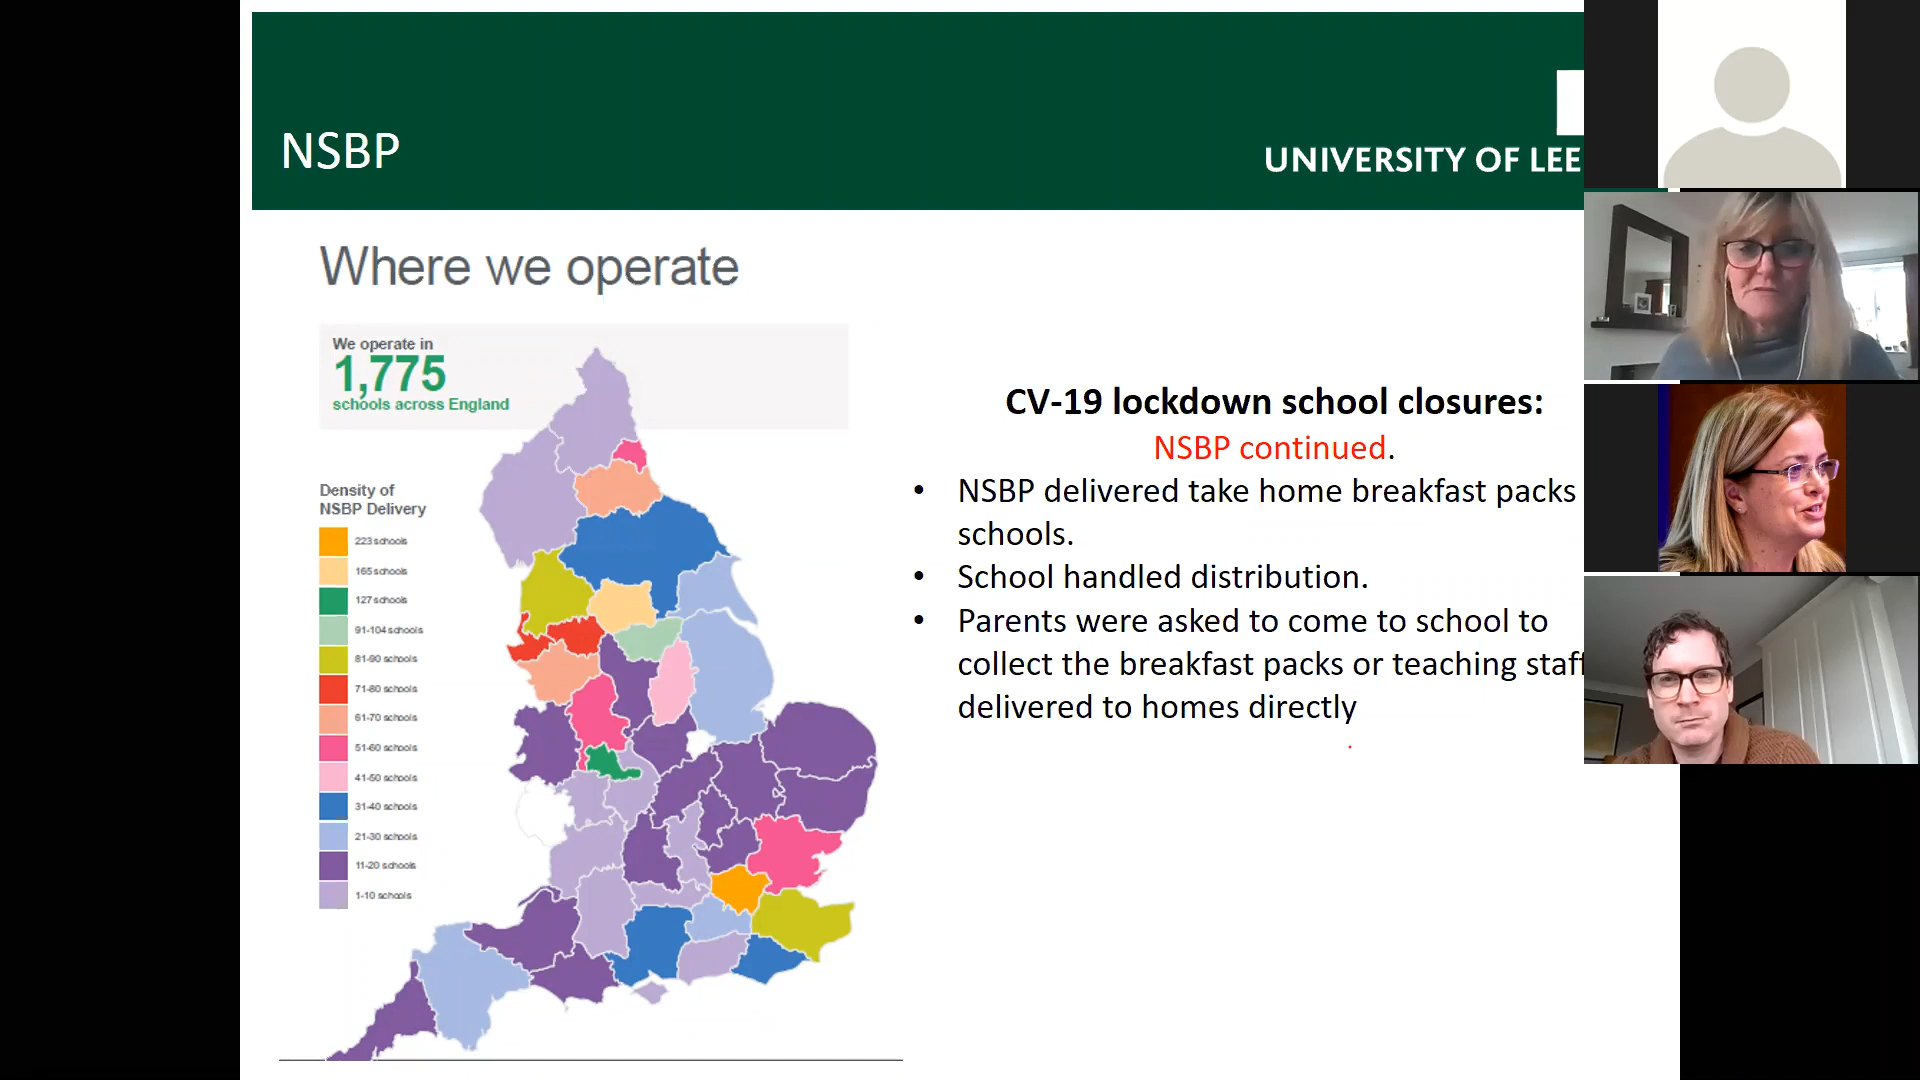 NSBP
UNIVERSITY OF LEE
Where we operate
We operate in
1,775
schools across England
Density of
NSBP Delivery
223 schools
165 schools
127 schools
91-104 schools
81-90 schools
71-80 schools
61-70 schools
51-60 schools
41-50 schools
31-40 schools
21-30 schools
11-20 schools
1-10 schools
CV-19 lockdown school closures:
NSBP continued.
• NSBP delivered take home breakfast packs
schools.
• School handled distribution.
• Parents were asked to come to school to
collect the breakfast packs or teaching staff
delivered to homes directly